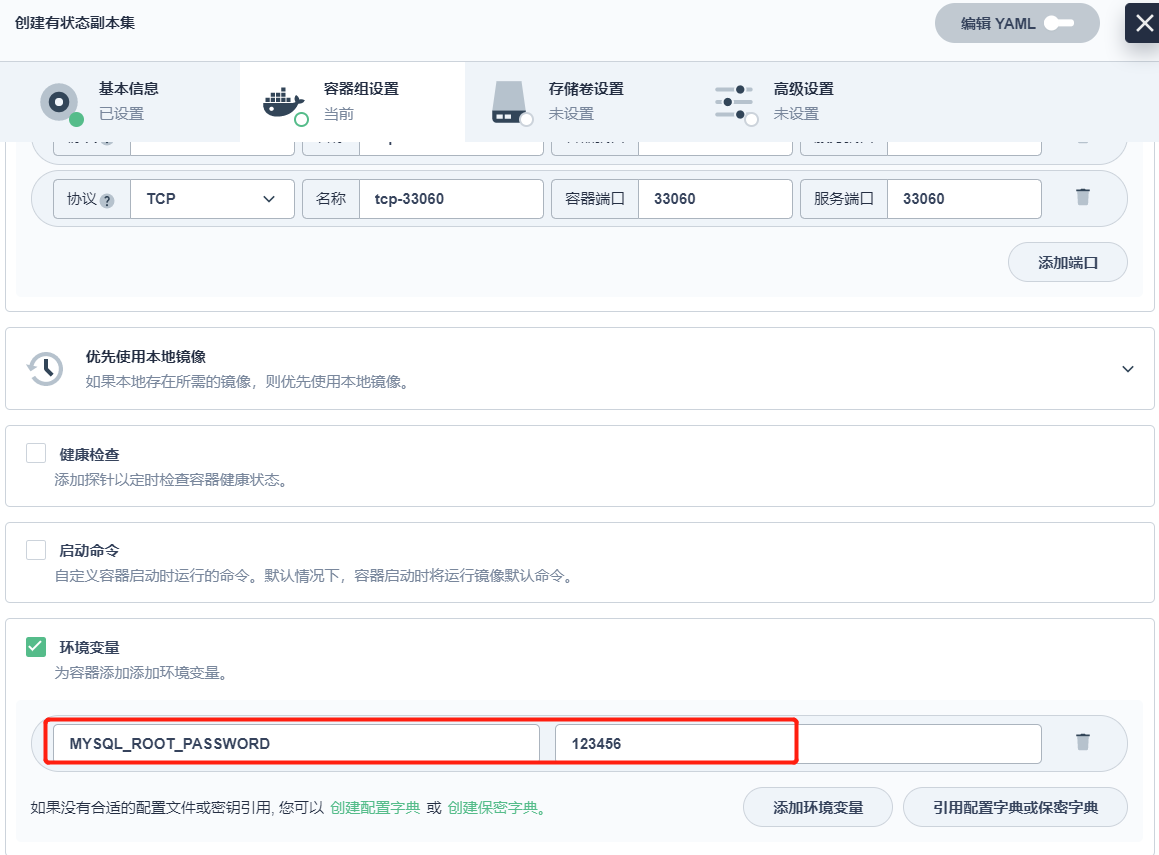 创建有状态副本集
编辑 YAML
基本信息
已设置
容器组设置
当前
存储卷设置
未设置
高级设置
未设置
协议 ? TCP 名称 tcp-33060 容器端口 33060 服务端口 33060
添加端口
优先使用本地镜像
如果本地存在所需的镜像，则优先使用本地镜像。
健康检查
添加探针以定时检查容器健康状态。
启动命令
自定义容器启动时运行的命令。默认情况下，容器启动时将运行镜像默认命令。
环境变量
为容器添加添加环境变量。
MYSQL_ROOT_PASSWORD 123456
如果没有合适的配置文件或密钥引用, 您可以 创建配置字典 或 创建保密字典。
添加环境变量
引用配置字典或保密字典